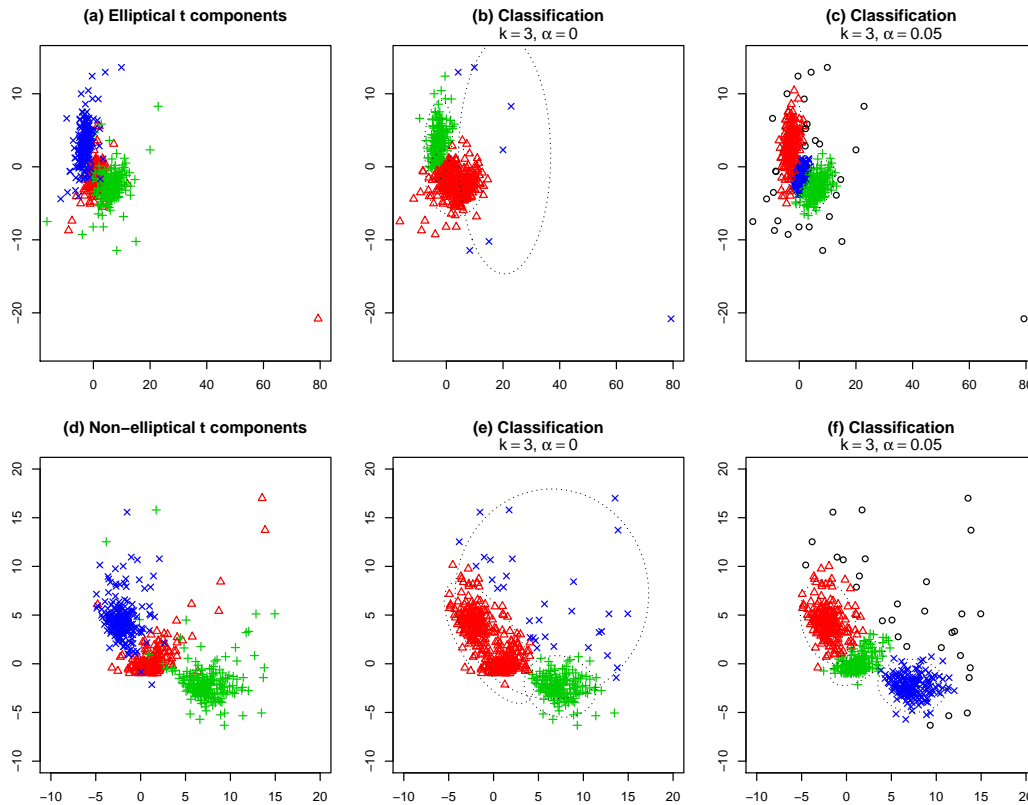 (a) Elliptical t components
(b) Classification
k = 3, α = 0
(c) Classification
k = 3, α = 0.05
10
0
−10
−20
0 20 40 60 80
10
0
−10
−20
0 20 40 60 80
10
0
−10
−20
0 20 40 60 80
(d) Non−elliptical t components
(e) Classification
k = 3, α = 0
(f) Classification
k = 3, α = 0.05
20
15
10
5
0
−5
−10
−10 −5 0 5 10 15 20
20
15
10
5
0
−5
−10
−10 −5 0 5 10 15 20
20
15
10
5
0
−5
−10
−10 −5 0 5 10 15 20